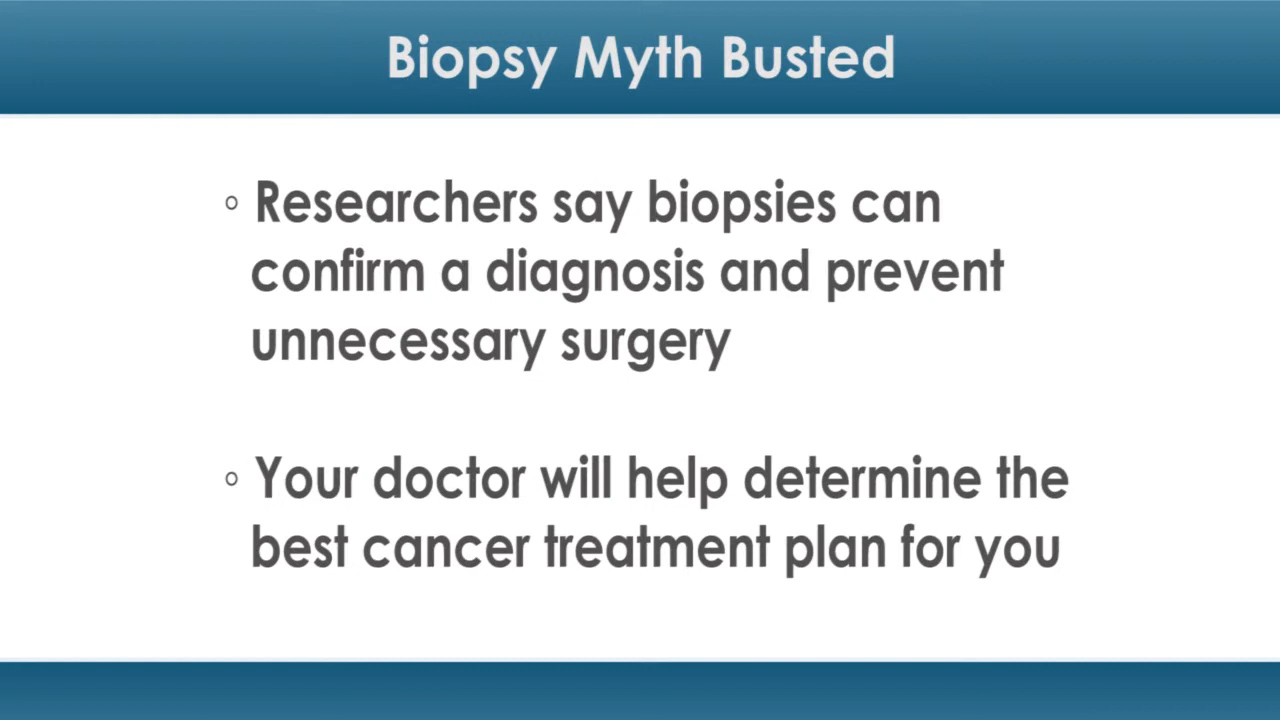 Biopsy Myth Busted
◦ Researchers say biopsies can
confirm a diagnosis and prevent
unnecessary surgery
◦ Your doctor will help determine the
best cancer treatment plan for you